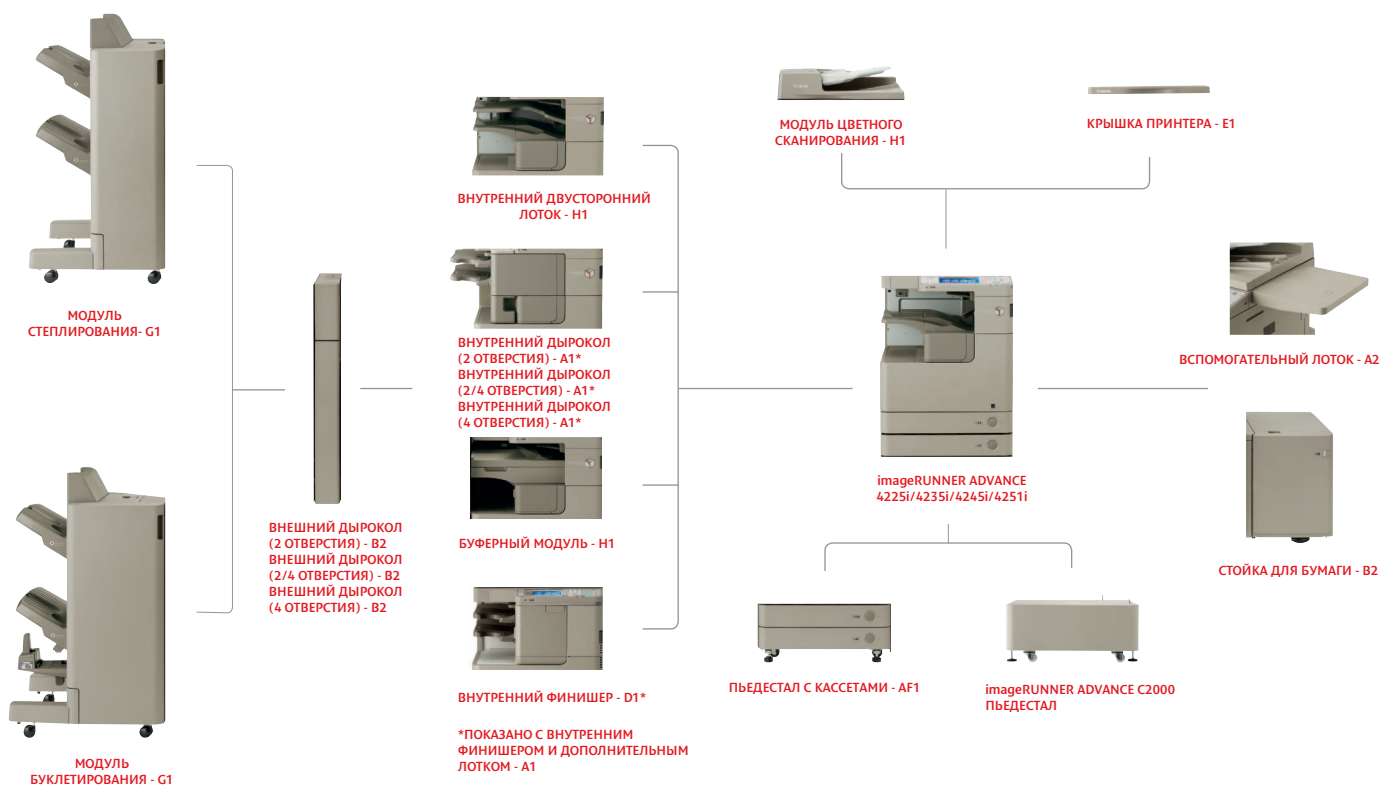 МОДУЛЬ ЦВЕТНОГО
СКАНИРОВАНИЯ - H1
КРЫШКА ПРИНТЕРА - E1
ВНУТРЕННИЙ ДВУСТОРОННИЙ
ЛОТОК - H1
МОДУЛЬ
СТЕПЛИРОВАНИЯ- G1
ВНУТРЕННИЙ ДЫРОКОЛ
(2 ОТВЕРСТИЯ) - A1*
ВНУТРЕННИЙ ДЫРОКОЛ
(2/4 ОТВЕРСТИЯ) - A1*
ВНУТРЕННИЙ ДЫРОКОЛ
(4 ОТВЕРСТИЯ) - A1*
ВСПОМОГАТЕЛЬНЫЙ ЛОТОК - A2
imageRUNNER ADVANCE
4225i/4235i/4245i/4251i
ВНЕШНИЙ ДЫРОКОЛ
(2 ОТВЕРСТИЯ) - B2
ВНЕШНИЙ ДЫРОКОЛ
(2/4 ОТВЕРСТИЯ) - B2
ВНЕШНИЙ ДЫРОКОЛ
(4 ОТВЕРСТИЯ) - B2
БУФЕРНЫЙ МОДУЛЬ - H1
СТОЙКА ДЛЯ БУМАГИ - B2
ВНУТРЕННИЙ ФИНИШЕР - D1*
ПЬЕДЕСТАЛ С КАССЕТАМИ - AF1
imageRUNNER ADVANCE C2000
ПЬЕДЕСТАЛ
*ПОКАЗАНО С ВНУТРЕННИМ
ФИНИШЕРОМ И ДОПОЛНИТЕЛЬНЫМ
ЛОТКОМ - A1
МОДУЛЬ
БУКЛЕТИРОВАНИЯ - G1